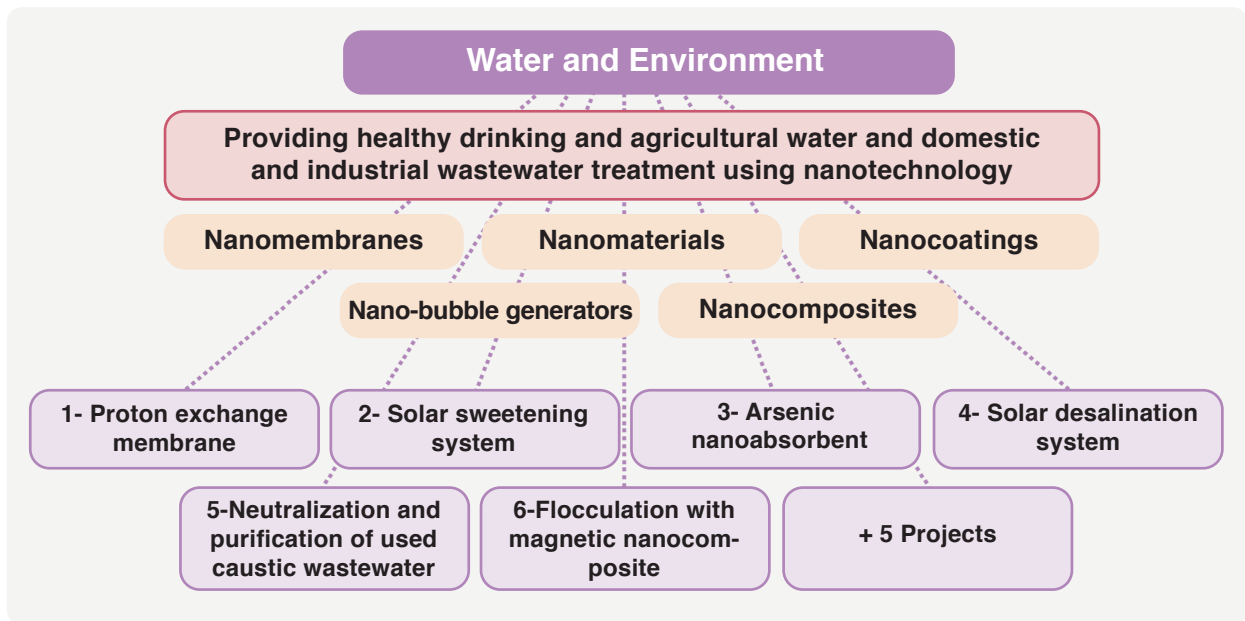 Water and Environment
Providing healthy drinking and agricultural water and domestic
and industrial wastewater treatment using nanotechnology
Nanomembranes
Nanomaterials
Nanocoatings
Nano-bubble generators
Nanocomposites
1- Proton exchange
membrane
2- Solar sweetening
system
3- Arsenic
nanoabsorbent
4- Solar desalination
system
5-Neutralization and
purification of used
caustic wastewater
6-Flocculation with
magnetic nanocom-
posite
+ 5 Projects